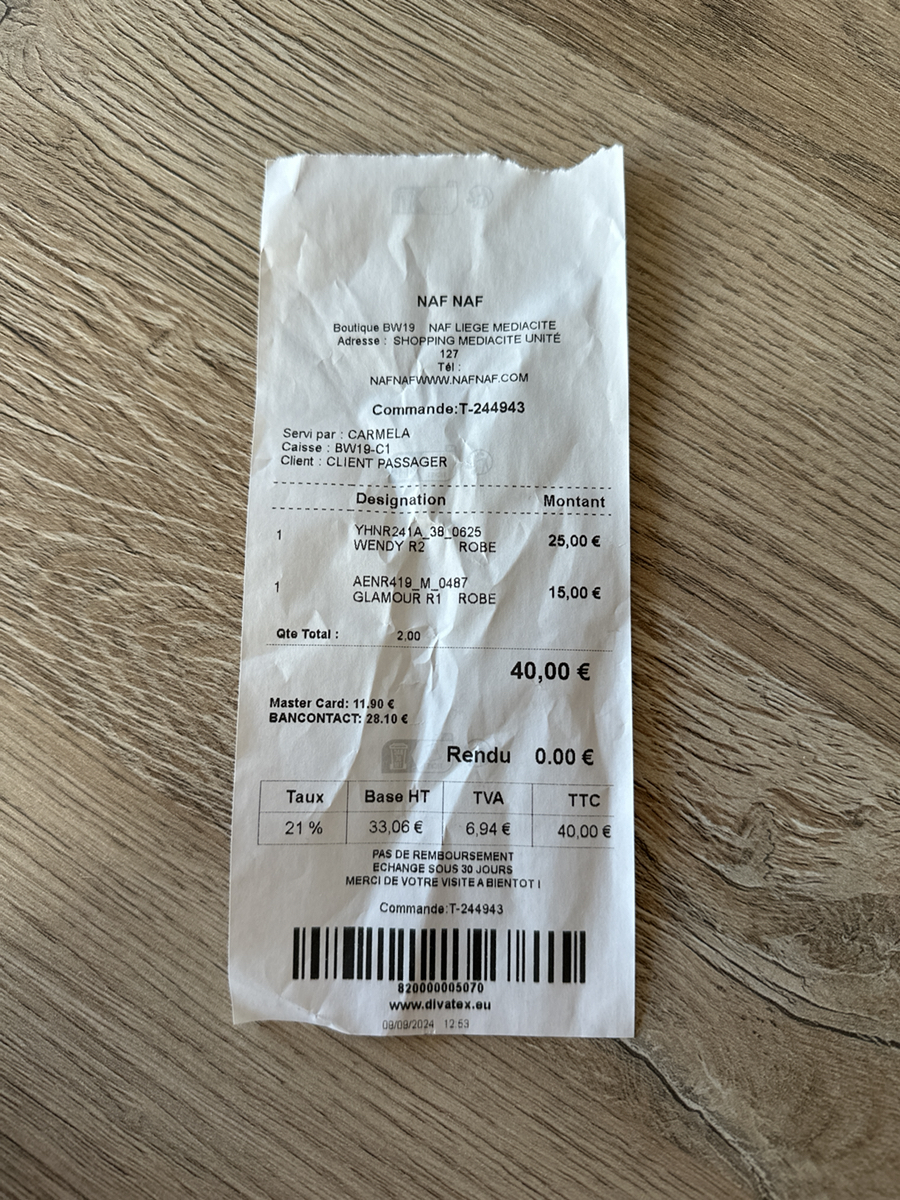 NAF NAF
Boutique BW19 NAF LIEGE MEDIACITE
Adresse : SHOPPING MEDIACITE UNITÉ
127
Tél :
NAFNAFWWW.NAFNAF.COM
Commande:T-244943
Servi par : CARMELA
Caisse : BW19-C1
Client : CLIENT PASSAGER
Designation Montant
1 YHNR241A_38_0625
WENDY R2 ROBE 25,00 €
1 AENR419_M_0487
GLAMOUR R1 ROBE 15,00 €
Qte Total : 2,00
40,00 €
Master Card: 11.90 €
BANCONTACT: 28.10 €
Rendu 0.00 €
Taux Base HT TVA TTC
21 % 33,06 € 6,94 € 40,00 €
PAS DE REMBOURSEMENT
ECHANGE SOUS 30 JOURS
MERCI DE VOTRE VISITE A BIENTOT !
Commande:T-244943
820000005070
www.divatex.eu
09/09/2024 12:53